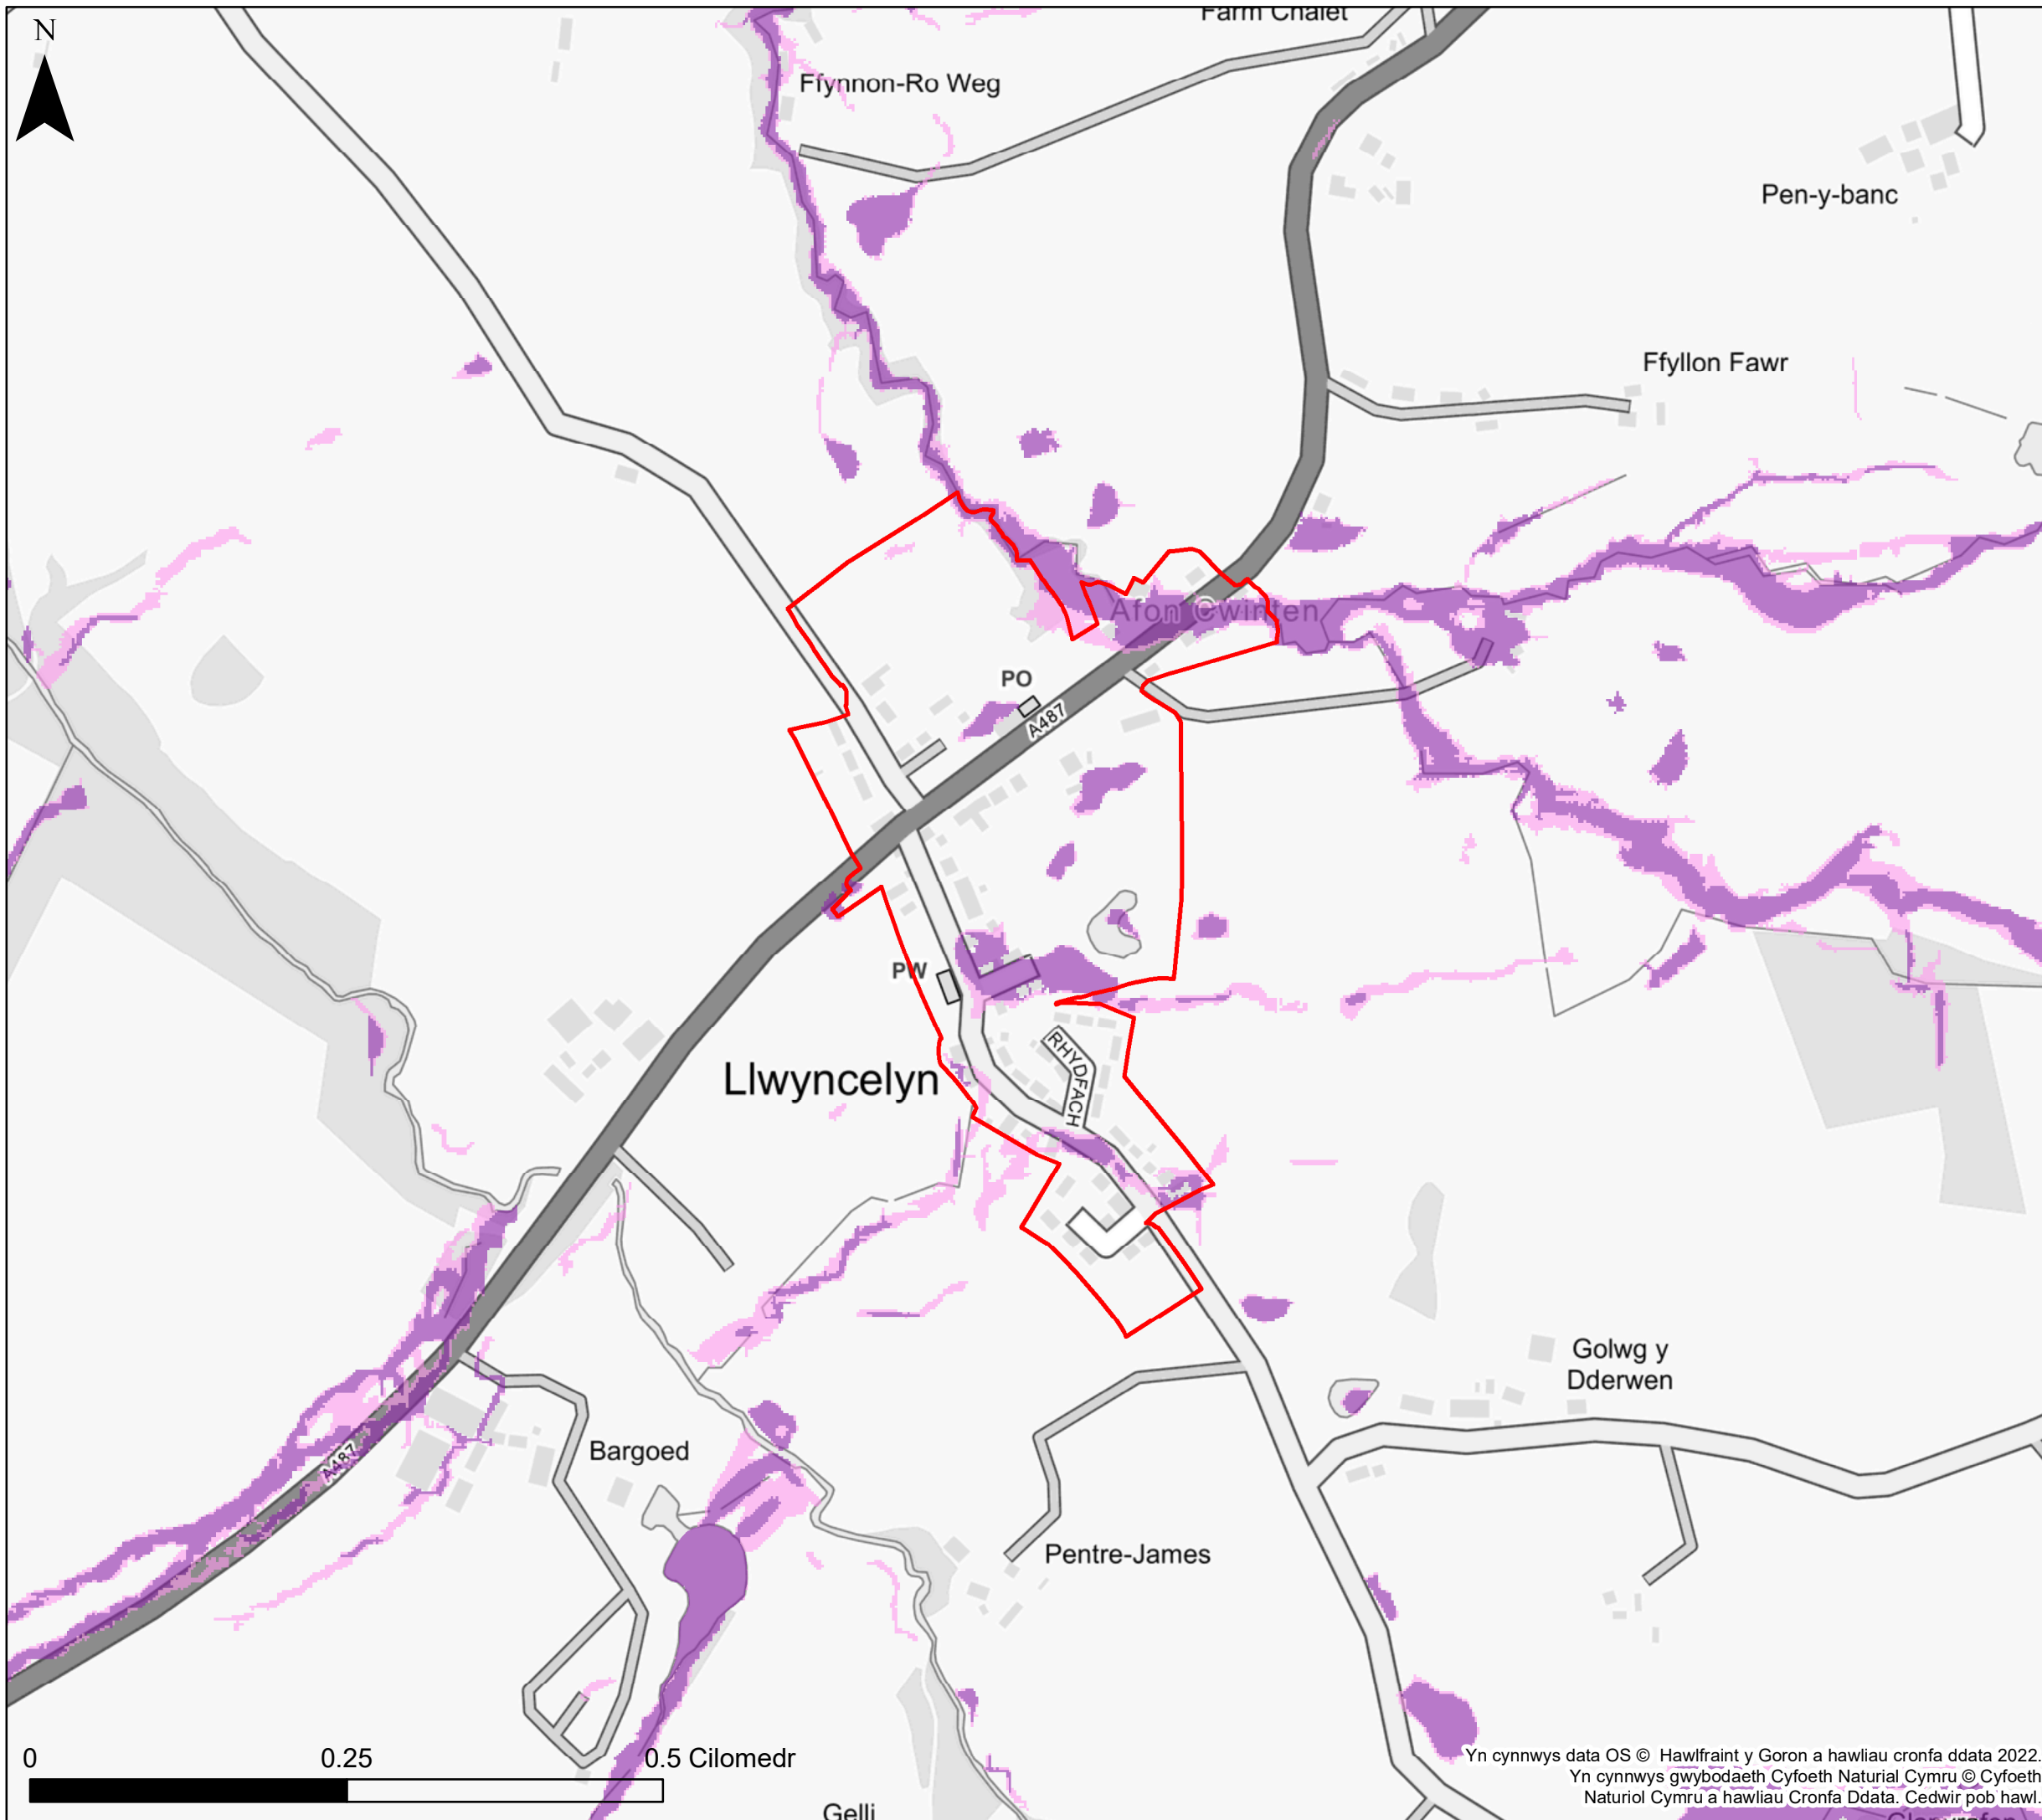 Farm Chalet
N
Ffynnon-Ro Weg
Pen-y-banc
Ffyllon Fawr
Afon Cwinten
PO
A487
PW
RHYDFACH
Llwyncelyn
Golwg y
Dderwen
A487
Bargoed
Pentre-James
0 0.25 0.5 Cilomedr
Gelli
Yn cynnwys data OS © Hawlfraint y Goron a hawliau cronfa ddata 2022.
Yn cynnwys gwybodaeth Cyfoeth Naturial Cymru © Cyfoeth
Naturiol Cymru a hawliau Cronfa Ddata. Cedwir pob hawl.